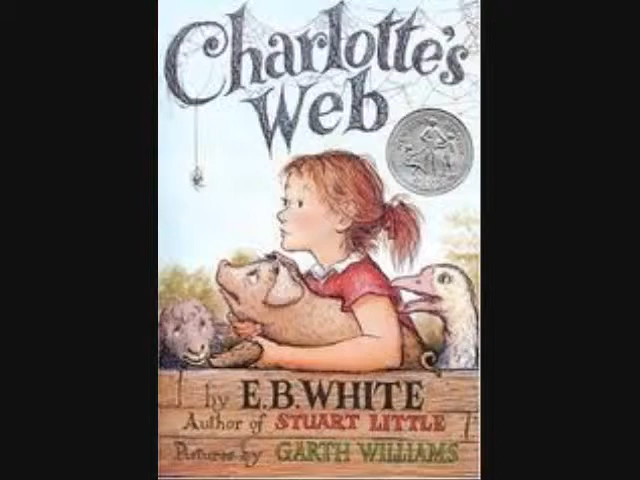 Charlotte's
Web
by E.B. WHITE
Author of STUART LITTLE
Pictures by GARTH WILLIAMS